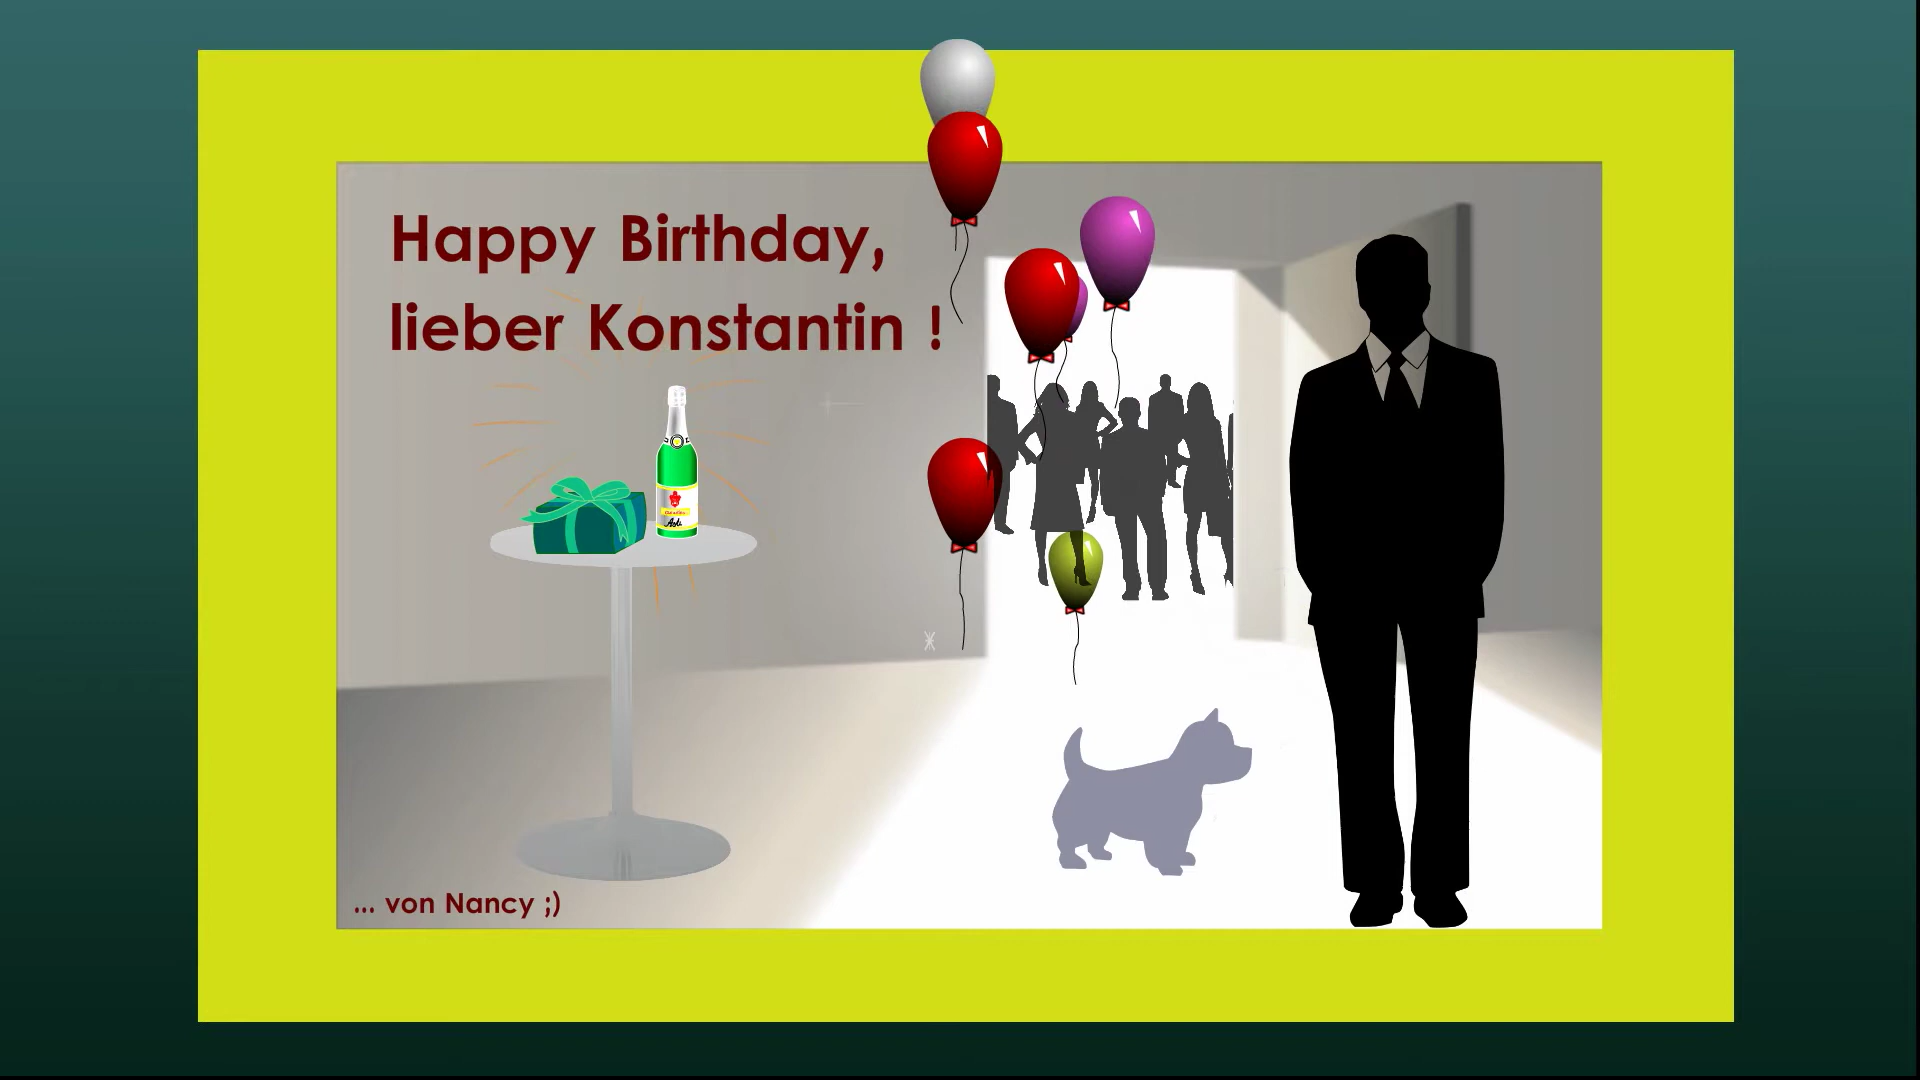 Happy Birthday,
lieber Konstantin !
... von Nancy ;)